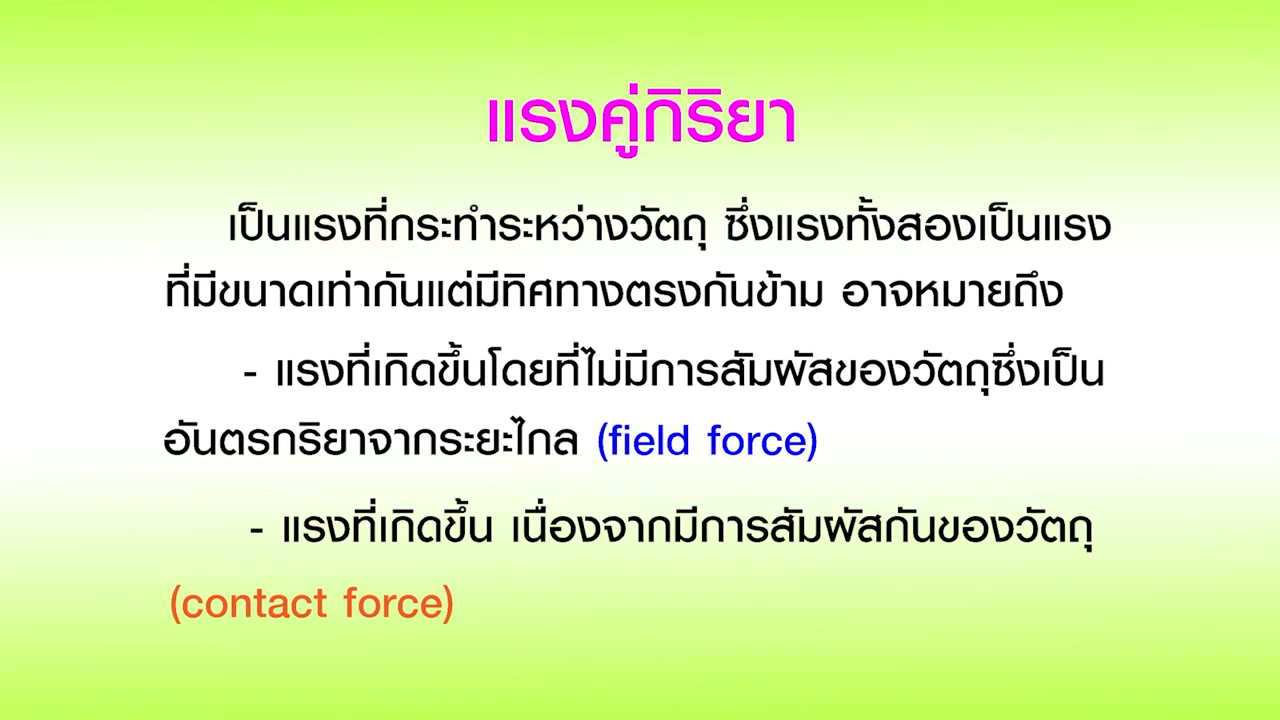 แรงคู่กิริยา
เป็นแรงที่กระทำระหว่างวัตถุ ซึ่งแรงทั้งสองเป็นแรง
ที่มีขนาดเท่ากันแต่มีทิศทางตรงกันข้าม อาจหมายถึง
- แรงที่เกิดขึ้นโดยที่ไม่มีการสัมผัสของวัตถุซึ่งเป็น
อันตรกริยาจากระยะไกล (field force)
- แรงที่เกิดขึ้น เนื่องจากมีการสัมผัสกันของวัตถุ
(contact force)